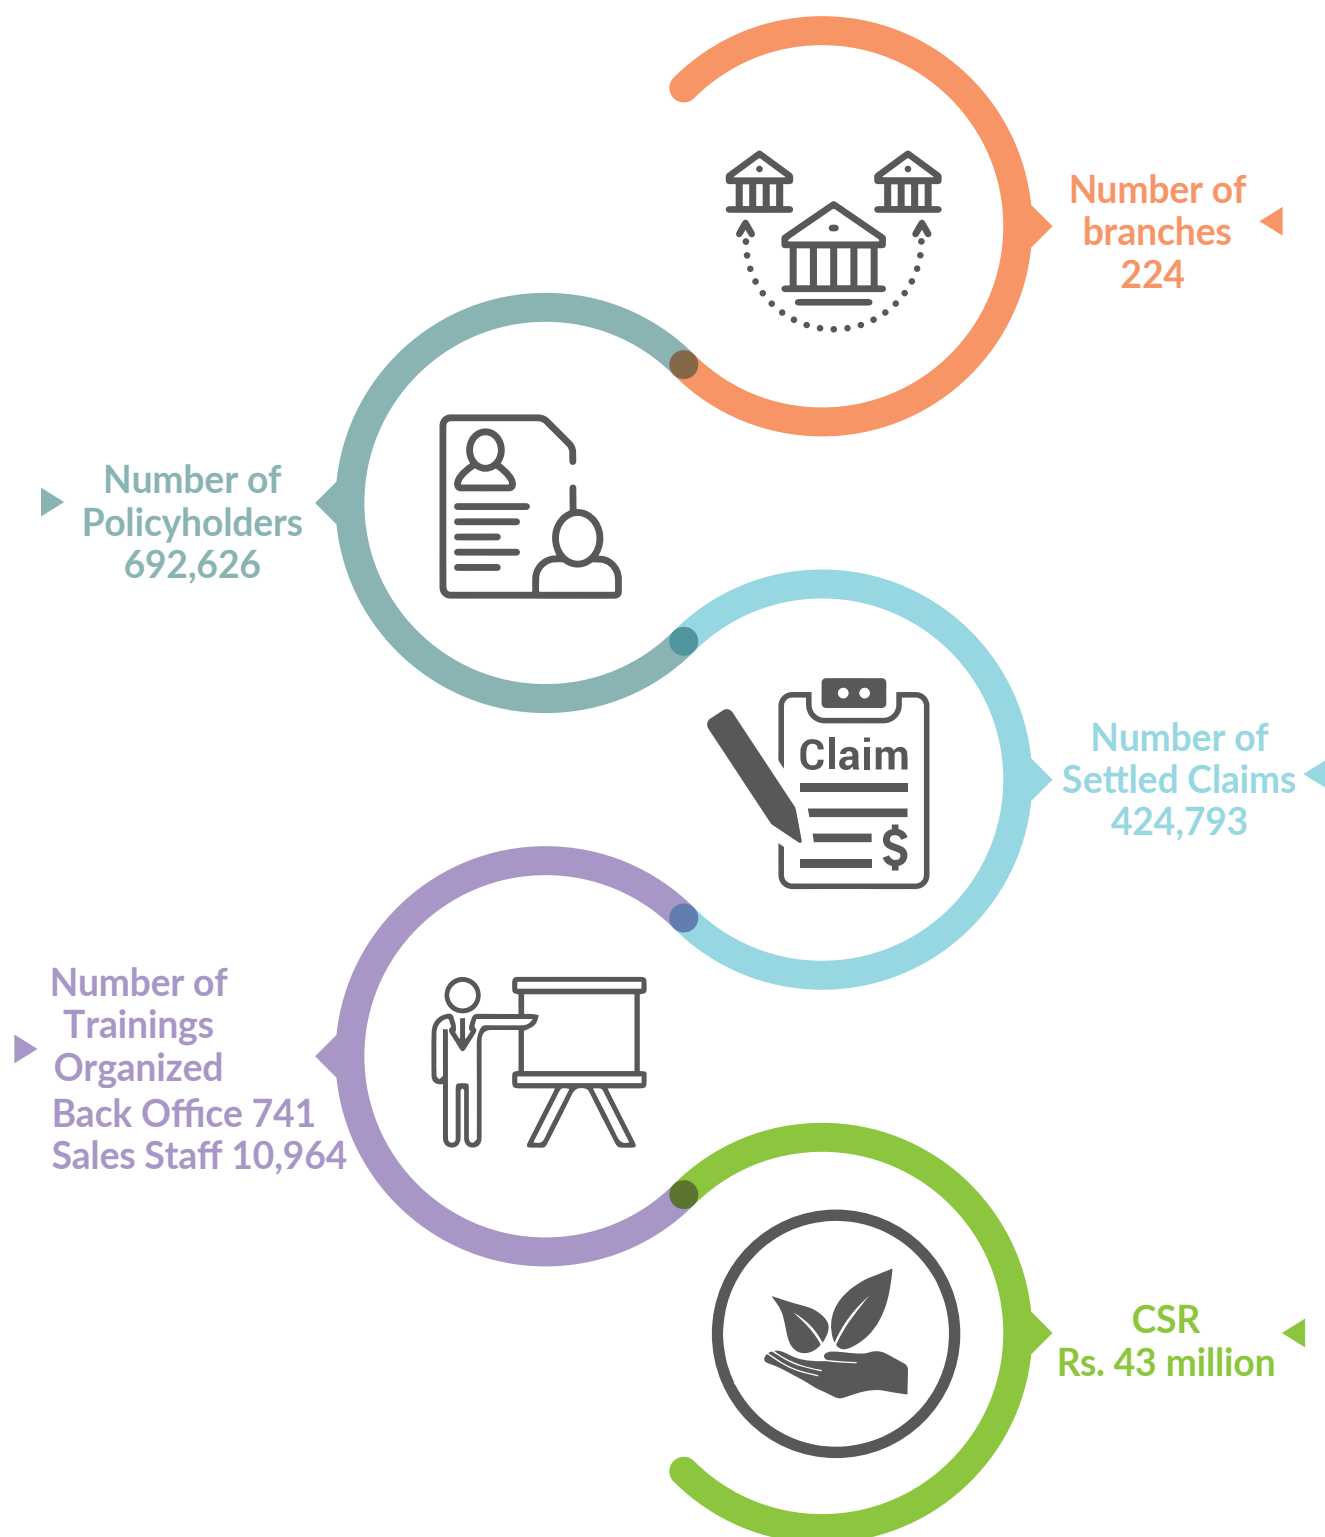 Number of
branches
224
Number of
Policyholders
692,626
Claim
$
Number of
Settled Claims
424,793
Number of
Trainings
Organized
Back Office 741
Sales Staff 10,964
CSR
Rs. 43 million